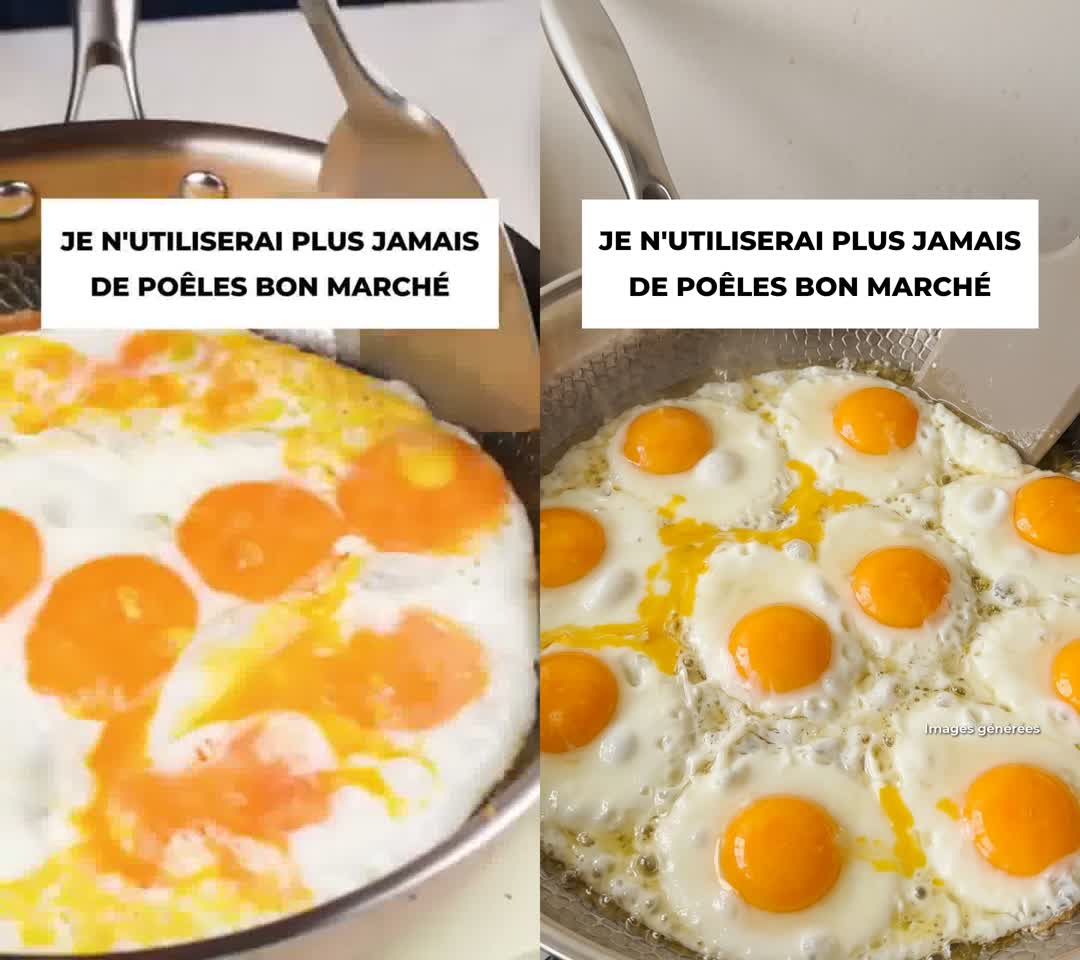 JE N'UTILISERAI PLUS JAMAIS
DE POÊLES BON MARCHÉ
JE N'UTILISERAI PLUS JAMAIS
DE POÊLES BON MARCHÉ
Images générées